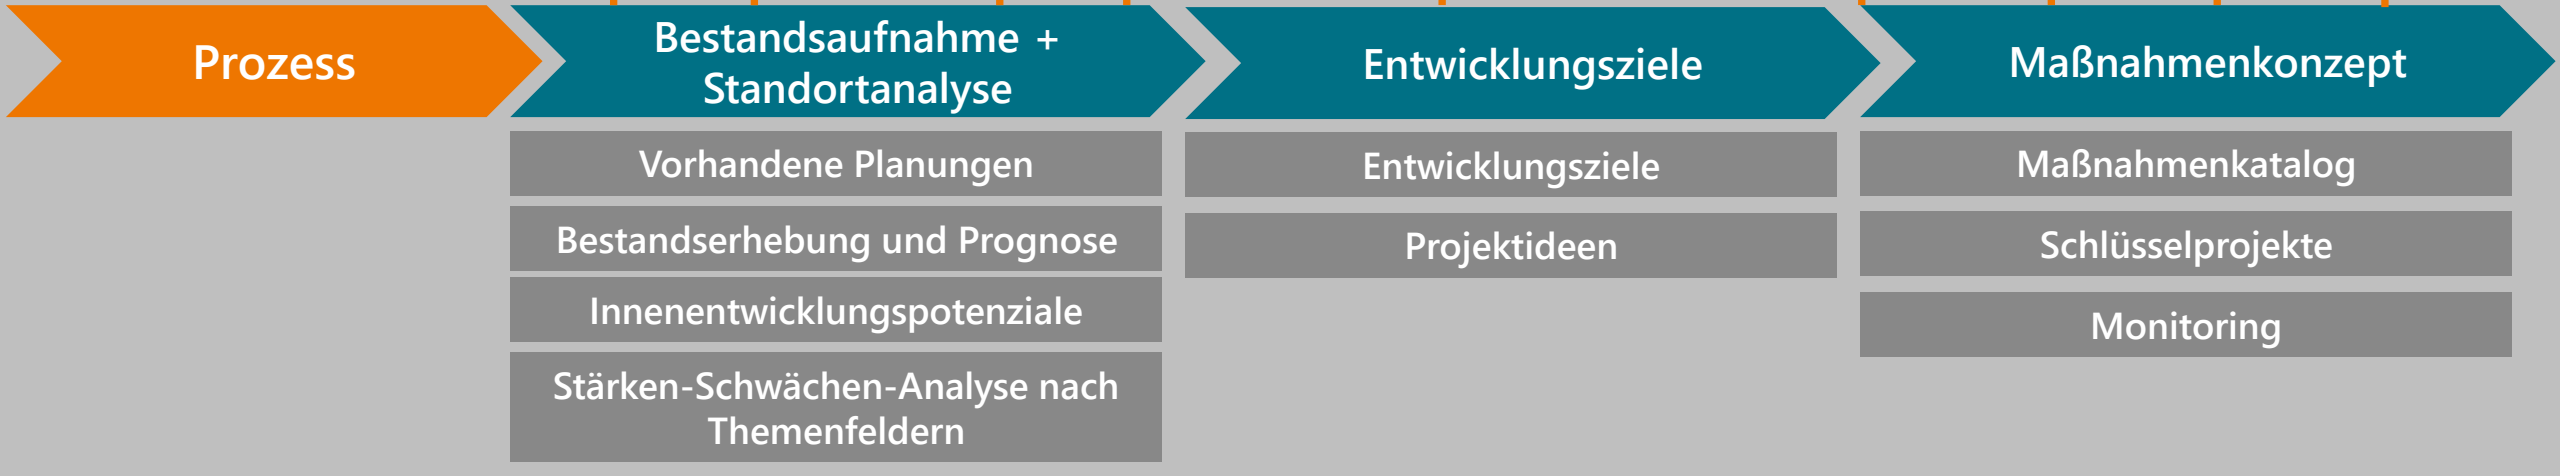 Prozess
Bestandsaufnahme +
Standortanalyse
Entwicklungsziele
Maßnahmenkonzept
Vorhandene Planungen
Bestandserhebung und Prognose
Innenentwicklungspotenziale
Stärken-Schwächen-Analyse nach
Themenfeldern
Entwicklungsziele
Projektideen
Maßnahmenkatalog
Schlüsselprojekte
Monitoring